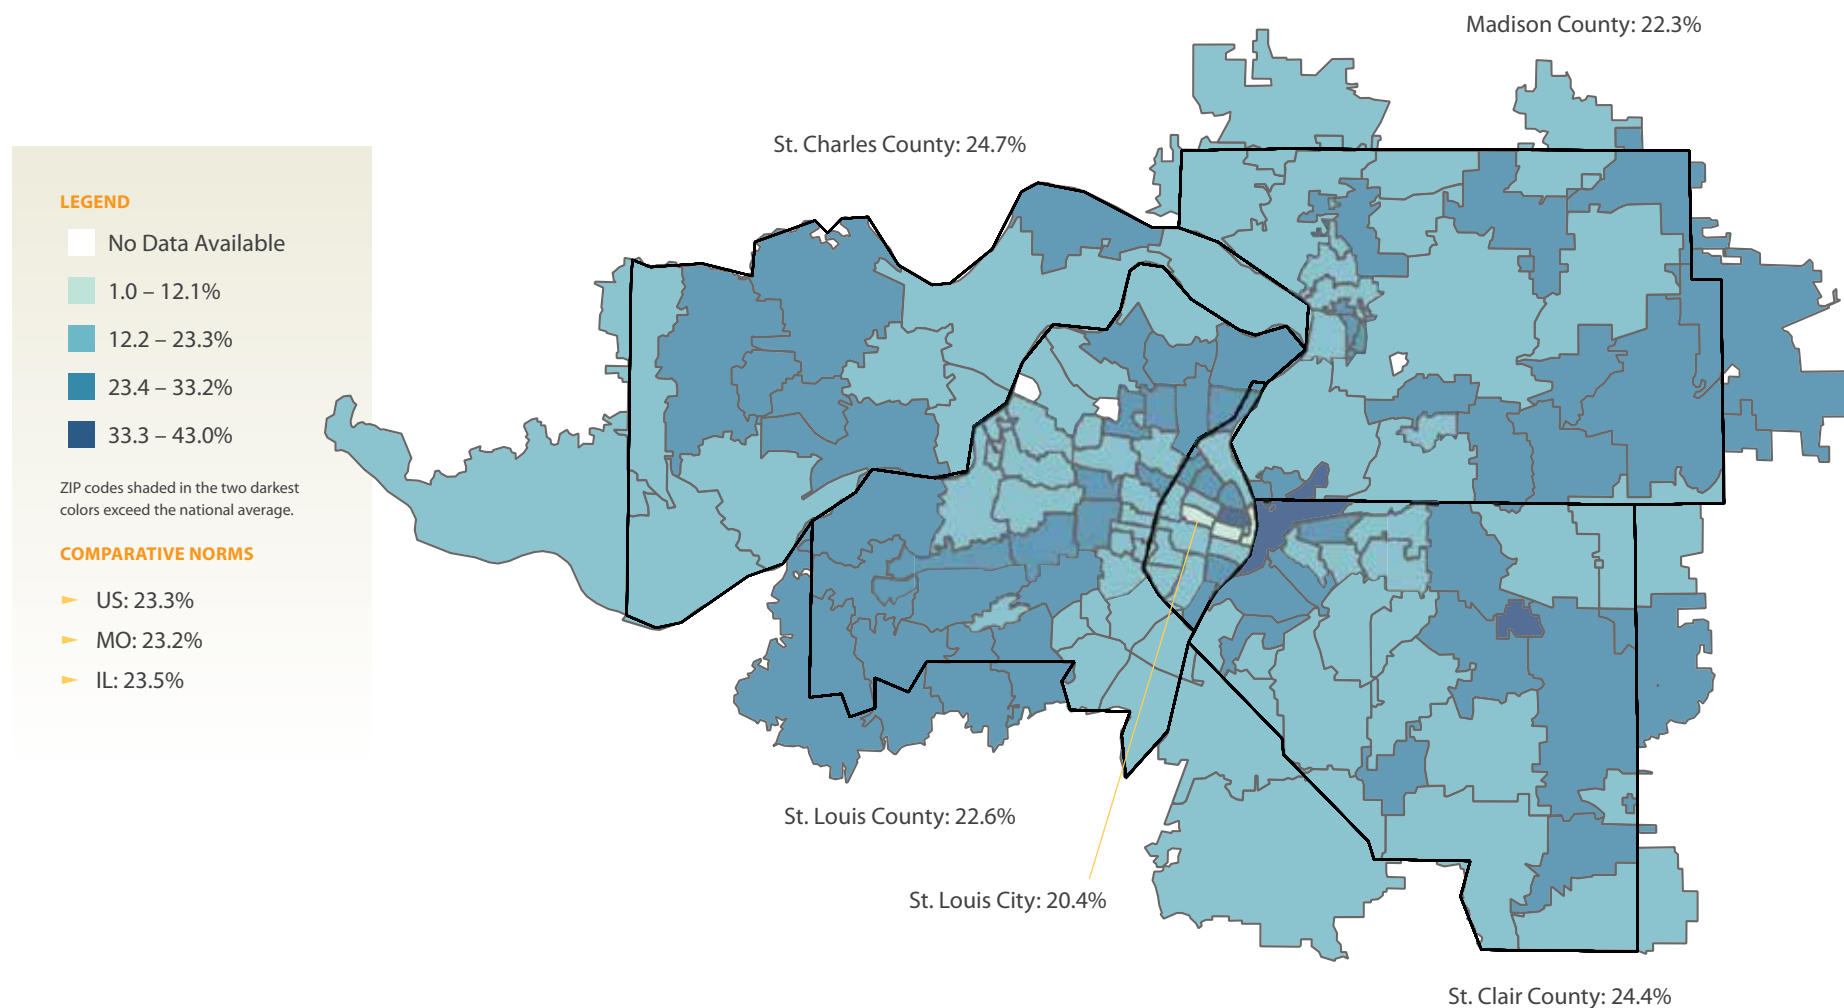 Madison County: 22.3%
St. Charles County: 24.7%
LEGEND
No Data Available
1.0 – 12.1%
12.2 – 23.3%
23.4 – 33.2%
33.3 – 43.0%
ZIP codes shaded in the two darkest
colors exceed the national average.
COMPARATIVE NORMS
US: 23.3%
MO: 23.2%
IL: 23.5%
St. Louis County: 22.6%
St. Louis City: 20.4%
St. Clair County: 24.4%